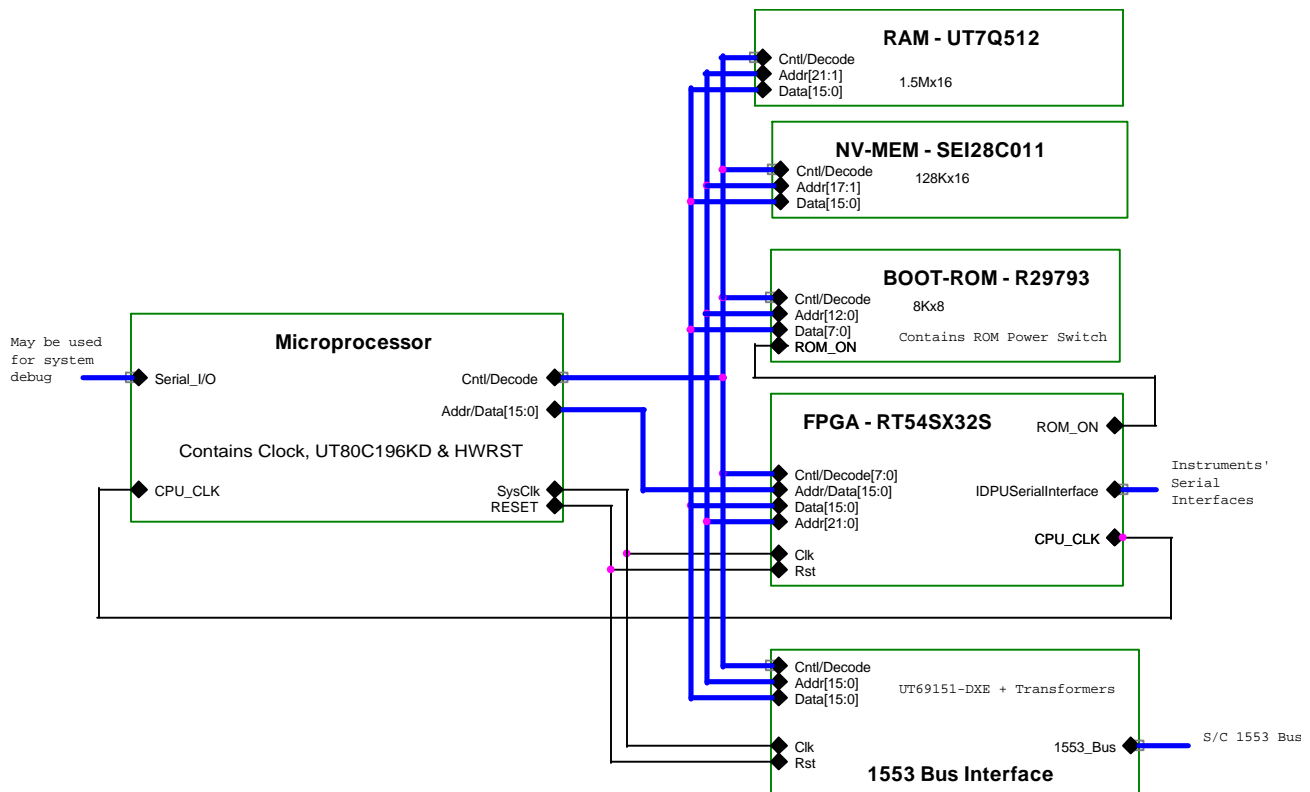 RAM - UT7Q512
Cntl/Decode
Addr[21:1]
Data[15:0]
1.5Mx16
NV-MEM - SEI28C011
Cntl/Decode
Addr[17:1]
Data[15:0]
128Kx16
BOOT-ROM - R29793
Cntl/Decode
Addr[12:0]
Data[7:0]
ROM_ON
8Kx8
Contains ROM Power Switch
May be used
for system
debug
Microprocessor
Serial_I/O
Cntl/Decode
Addr/Data[15:0]
Contains Clock, UT80C196KD & HWRST
CPU_CLK
SysClk
RESET
FPGA - RT54SX32S
ROM_ON
Cntl/Decode[7:0]
Addr/Data[15:0]
Data[15:0]
Addr[21:0]
IDPUSerialInterface
CPU_CLK
Clk
Rst
Instruments'
Serial
Interfaces
Cntl/Decode
Addr[15:0]
Data[15:0]
UT69151-DXE + Transformers
Clk
Rst
1553_Bus
S/C 1553 Bus
1553 Bus Interface